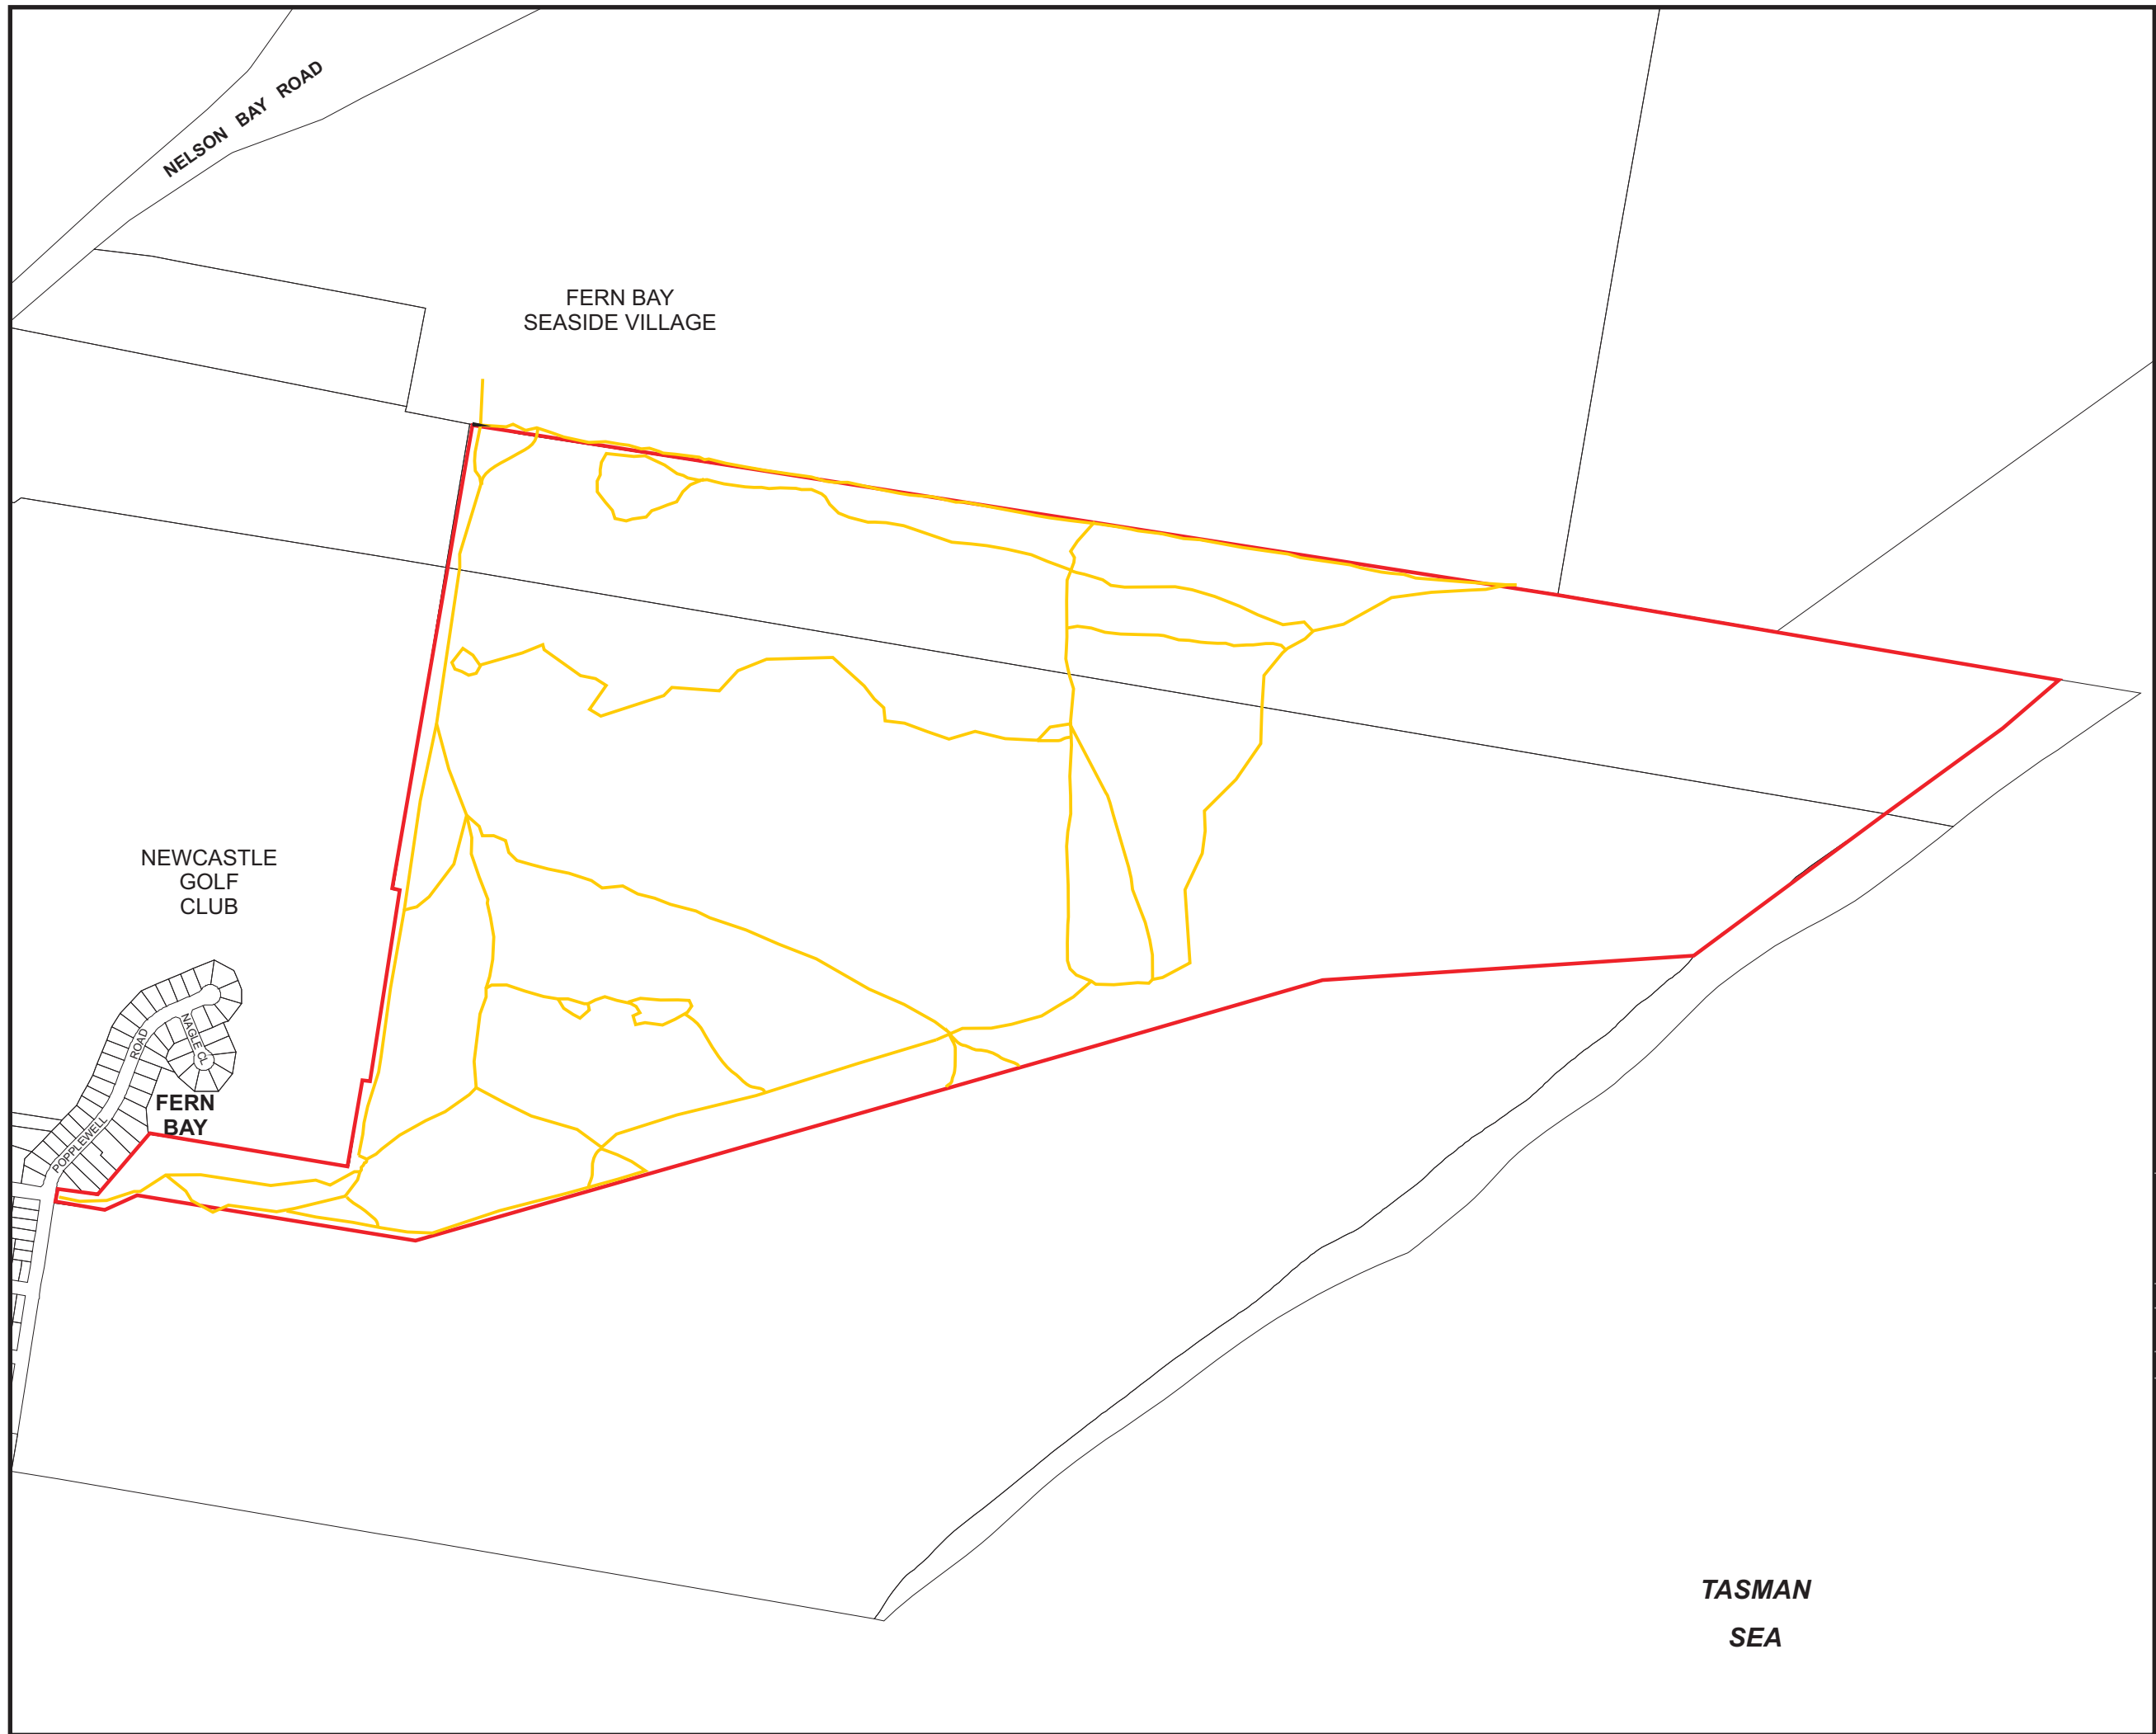 NELSON BAY ROAD
FERN BAY
SEASIDE VILLAGE
NEWCASTLE
GOLF
CLUB
ROAD
NAGLE CL
POPPLEWELL
FERN
BAY
TASMAN
SEA